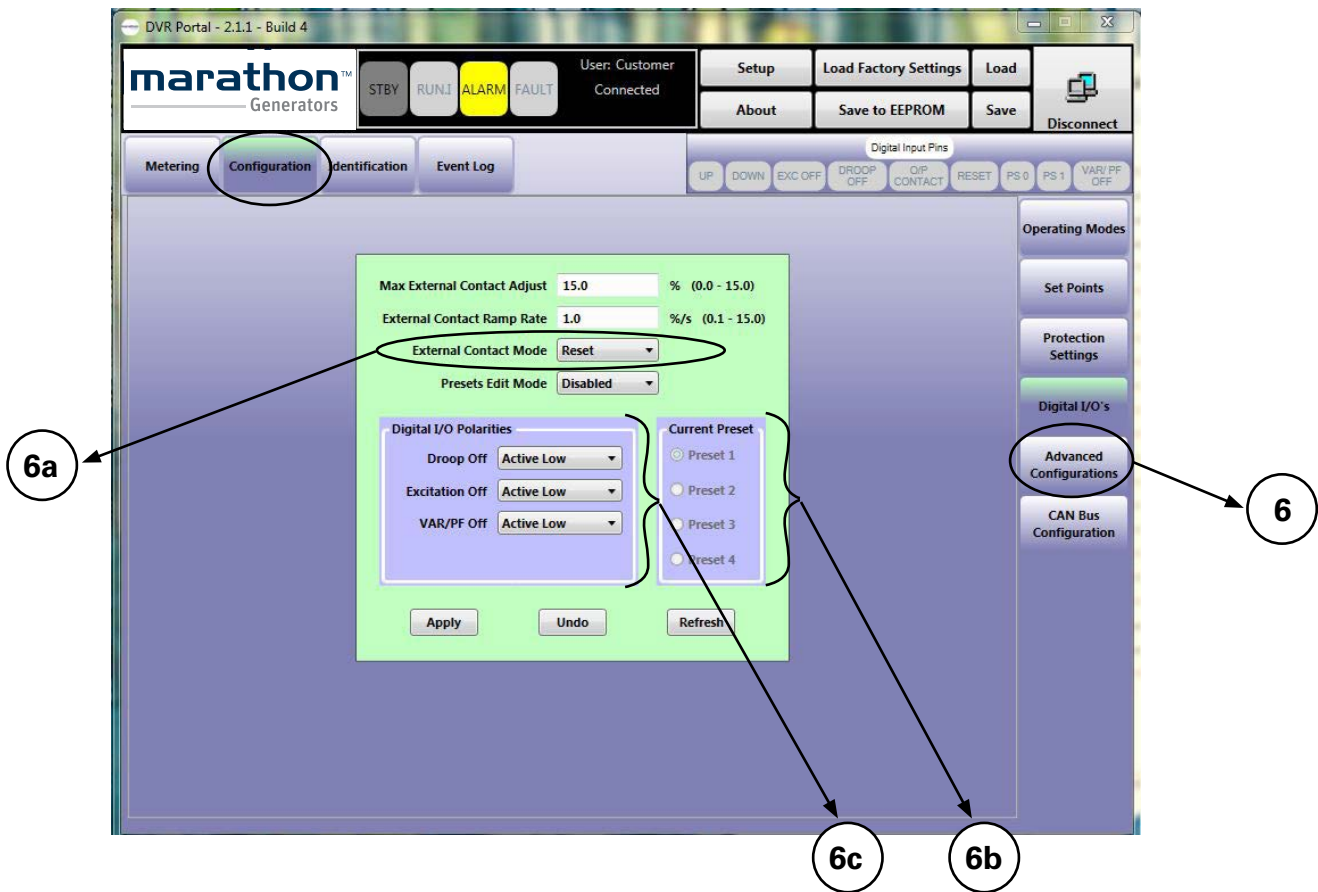 DVR Portal - 2.1.1 - Build 4
marathon™
Generators
STBY RUN.I ALARM FAULT
User: Customer
Connected
Setup Load Factory Settings Load
About Save to EEPROM Save
Disconnect
Metering Configuration Identification Event Log
Digital Input Pins
UP DOWN EXC OFF DROOP OFF O/P CONTACT RESET PS 0 PS 1 VAR/ PF OFF
Operating Modes
Set Points
Protection
Settings
Digital I/O's
Advanced
Configurations
CAN Bus
Configuration
Max External Contact Adjust 15.0 % (0.0 - 15.0)
External Contact Ramp Rate 1.0 %/s (0.1 - 15.0)
External Contact Mode Reset
Presets Edit Mode Disabled
Digital I/O Polarities
Droop Off Active Low
Excitation Off Active Low
VAR/PF Off Active Low
Current Preset
Preset 1
Preset 2
Preset 3
Preset 4
Apply Undo Refresh
6a
6
6c
6b